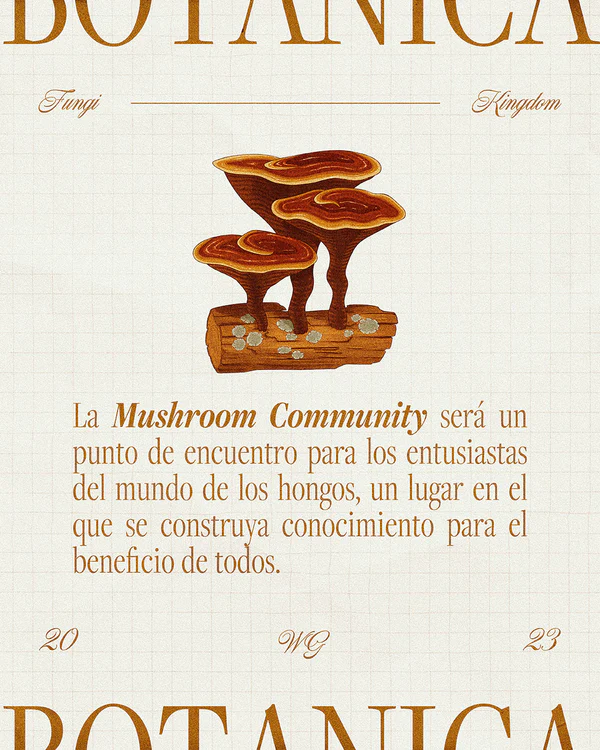 BOTANICA
Fungi
Kingdom
La Mushroom Community será un
punto de encuentro para los entusiastas
del mundo de los hongos, un lugar en el
que se construya conocimiento para el
beneficio de todos.
20
WG
23
BOTANICA